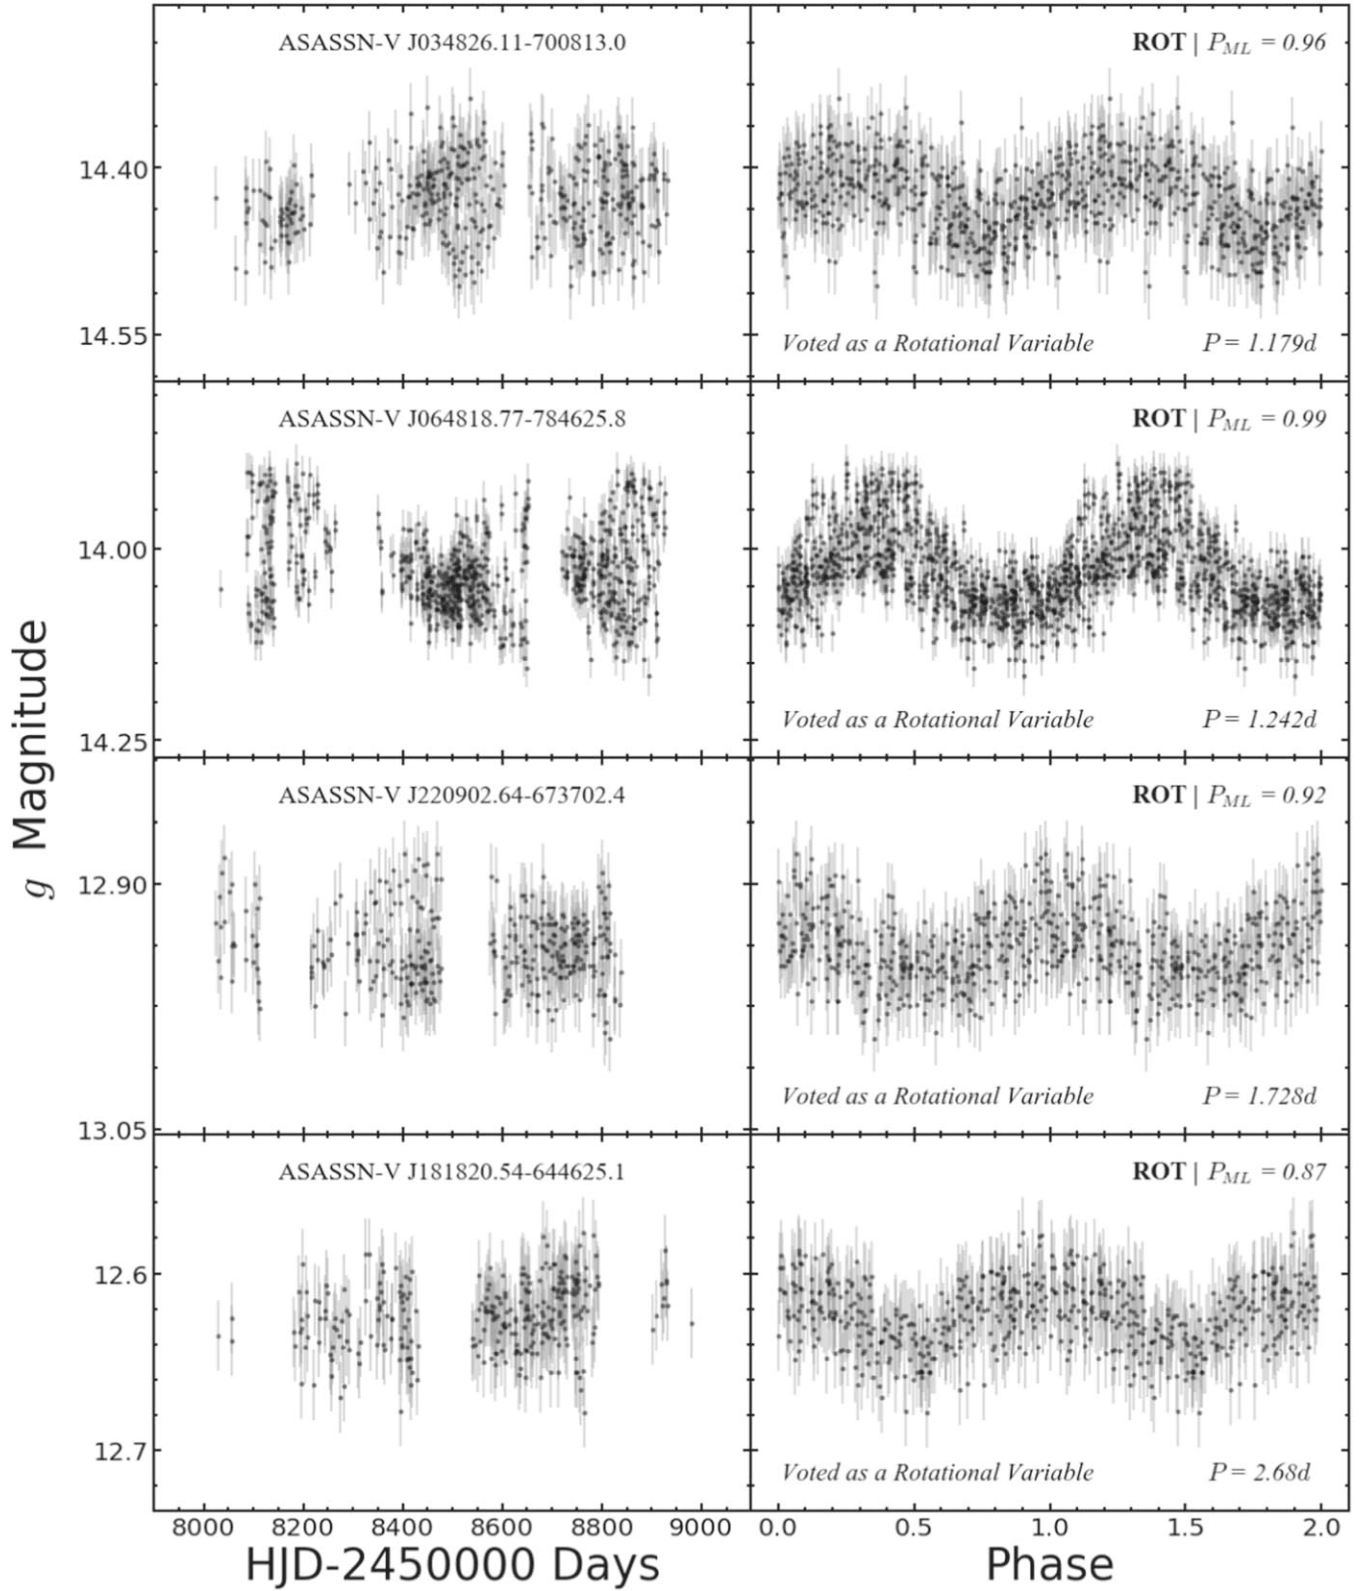 ASASSN-V J034826.11-700813.0
ROT | P_ML = 0.96
14.40
14.55
Voted as a Rotational Variable
P = 1.179d
ASASSN-V J064818.77-784625.8
ROT | P_ML = 0.99
14.00
14.25
Voted as a Rotational Variable
P = 1.242d
g Magnitude
ASASSN-V J220902.64-673702.4
ROT | P_ML = 0.92
12.90
13.05
Voted as a Rotational Variable
P = 1.728d
ASASSN-V J181820.54-644625.1
ROT | P_ML = 0.87
12.6
12.7
Voted as a Rotational Variable
P = 2.68d
8000 8200 8400 8600 8800 9000
0.0 0.5 1.0 1.5 2.0
HJD-2450000 Days
Phase